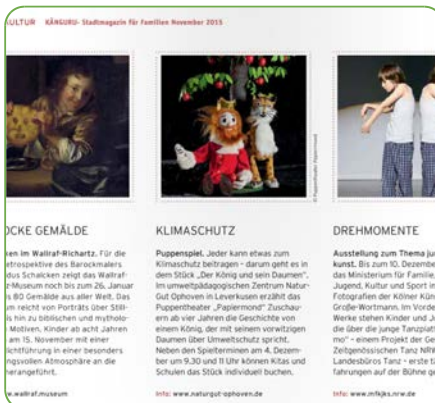 KULTUR KÄNGURU- Stadtmagazin für Familien November 2015
© Puppentheater Papiermond
OCKE GEMÄLDE
ken im Wallraf-Richartz. Für die
etrospektive des Barockmalers
dus Schalcken zeigt das Wallraf-
z-Museum noch bis zum 26. Januar
is 80 Gemälde aus aller Welt. Das
um reicht von Porträts über Still-
is hin zu biblischen und mytholo-
Motiven. Kinder ab acht Jahren
am 15. November mit einer
ichtführung in einer besonders
ngsvollen Atmosphäre an die
herangeführt.
w.wallraf.museum
KLIMASCHUTZ
Puppenspiel. Jeder kann etwas zum
Klimaschutz beitragen – darum geht es in
dem Stück „Der König und sein Daumen".
Im umweltpädagogischen Zentrum Natur-
Gut Ophoven in Leverkusen erzählt das
Puppentheater „Papiermond" Zuschau-
ern ab vier Jahren die Geschichte von
einem König, der mit seinem vorwitzigen
Daumen über Umweltschutz spricht.
Neben den Spielterminen am 4. Dezem-
ber um 9.30 und 11 Uhr können Kitas und
Schulen das Stück individuell buchen.
Info: www.naturgut-ophoven.de
DREHMOMENTE
Ausstellung zum Thema jun
kunst. Bis zum 10. Dezembe
das Ministerium für Familie,
Jugend, Kultur und Sport in
Fotografien der Kölner Kün
Große-Wortmann. Im Vorde
Werke stehen Kinder und J
die über die junge Tanzplatt
mo" – einem Projekt der Ge
Zeitgenössischen Tanz NRW
Landesbüros Tanz – erste tä
fahrungen auf der Bühne g
Info: www.mfkjks.nrw.de